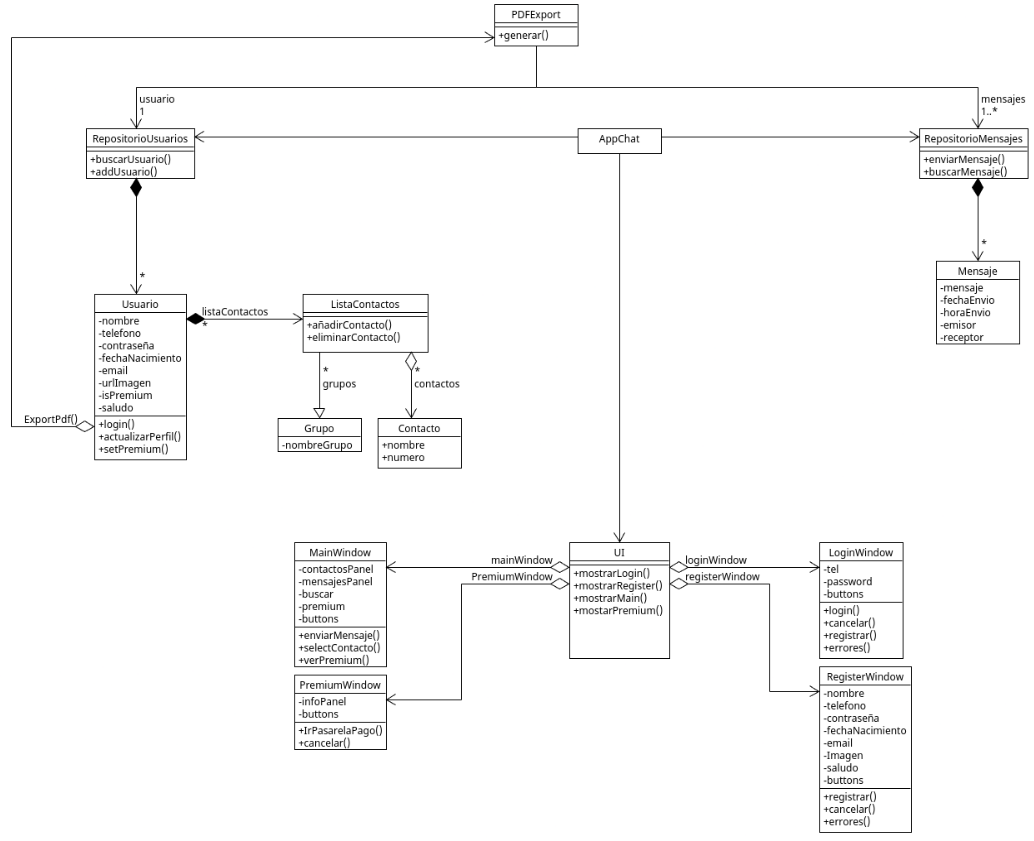 PDFExport
+generar()
usuario
1
mensajes
1..*
RepositorioUsuarios
+buscarUsuario()
+addUsuario()
AppChat
RepositorioMensajes
+enviarMensaje()
+buscarMensaje()
*
*
Usuario
-nombre
-telefono
-contraseña
-fechaNacimiento
-email
-urlImagen
-isPremium
-saludo
+login()
+actualizarPerfil()
+setPremium()
ExportPdf()
listaContactos
*
ListaContactos
+añadirContacto()
+eliminarContacto()
*
grupos
*
contactos
Grupo
-nombreGrupo
Contacto
+nombre
+numero
Mensaje
-mensaje
-fechaEnvio
-horaEnvio
-emisor
-receptor
MainWindow
-contactosPanel
-mensajesPanel
-buscar
-premium
-buttons
+enviarMensaje()
+selectContacto()
+verPremium()
mainWindow
PremiumWindow
UI
+mostrarLogin()
+mostrarRegister()
+mostrarMain()
+mostarPremium()
loginWindow
registerWindow
LoginWindow
-tel
-password
-buttons
+login()
+cancelar()
+registrar()
+errores()
PremiumWindow
-infoPanel
-buttons
+IrPasarelaPago()
+cancelar()
RegisterWindow
-nombre
-telefono
-contraseña
-fechaNacimiento
-email
-Imagen
-saludo
-buttons
+registrar()
+cancelar()
+errores()